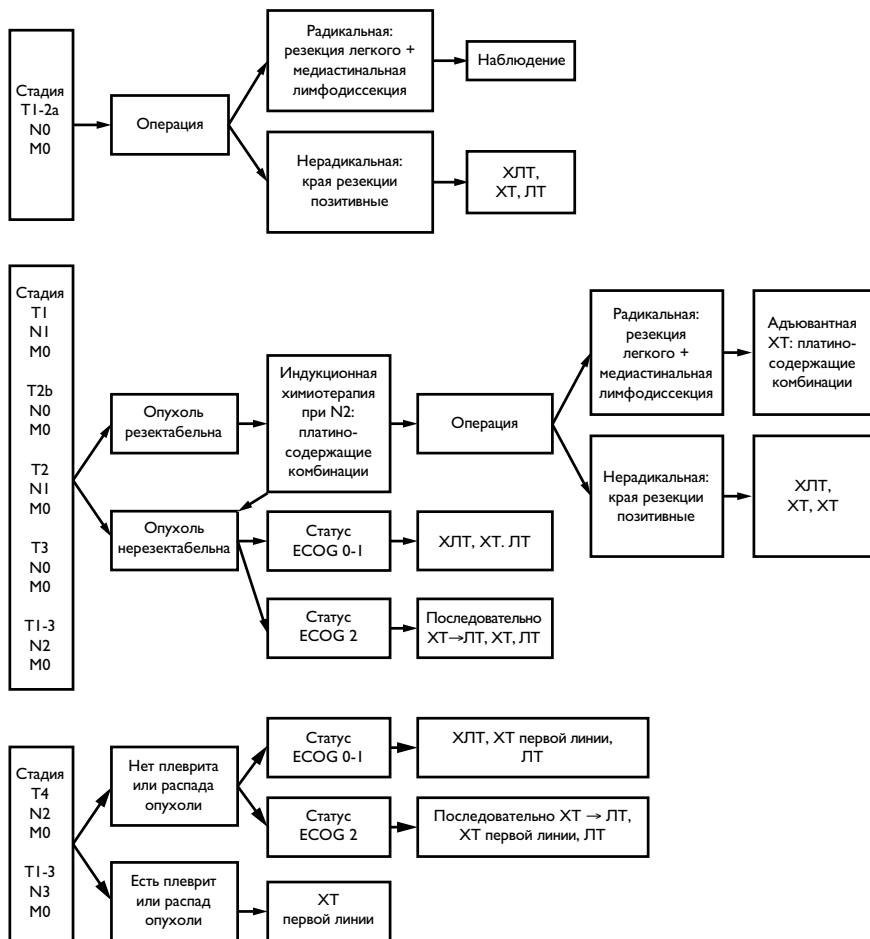 Стадия
T1-2a
N0
M0
Операция
Радикальная:
резекция легкого +
медиастинальная
лимфодиссекция
Наблюдение
Нерадикальная:
края резекции
позитивные
ХЛТ,
ХТ, ЛТ
Стадия
T1
N1
M0
T2b
N0
M0
T2
N1
M0
T3
N0
M0
T1-3
N2
M0
Опухоль
резектабельна
Индукционная
химиотерапия
при N2:
платино-
содержащие
комбинации
Операция
Радикальная:
резекция
легкого +
медиастинальная
лимфодиссекция
Адъювантная
ХТ: платино-
содержащие
комбинации
Нерадикальная:
края резекции
позитивные
ХЛТ,
ХТ, ХТ
Опухоль
нерезектабельна
Статус
ECOG 0-1
ХЛТ, ХТ. ЛТ
Статус
ECOG 2
Последовательно
ХТ→ЛТ, ХТ, ЛТ
Стадия
T4
N2
M0
T1-3
N3
M0
Нет плеврита
или распада
опухоли
Статус
ECOG 0-1
ХЛТ, ХТ первой линии,
ЛТ
Статус
ECOG 2
Последовательно ХТ → ЛТ,
ХТ первой линии, ЛТ
Есть плеврит
или распад
опухоли
ХТ
первой линии